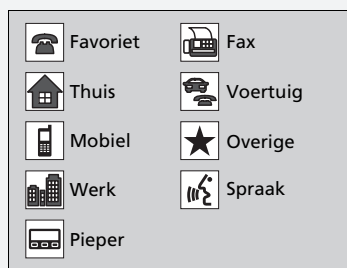 Favoriet
Fax
Thuis
Voertuig
Mobiel
Overige
Werk
Spraak
Pieper